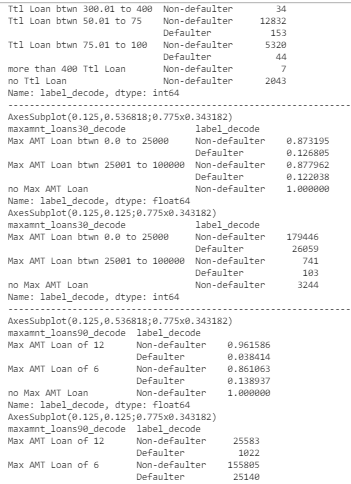 Ttl Loan btwn 300.01 to 400 Non-defaulter 34
Ttl Loan btwn 50.01 to 75 Non-defaulter 12832
Defaulter 153
Ttl Loan btwn 75.01 to 100 Non-defaulter 5320
Defaulter 44
more than 400 Ttl Loan Non-defaulter 7
no Ttl Loan Non-defaulter 2043
Name: label_decode, dtype: int64
----------------------------------------------------------------------
AxesSubplot(0.125,0.536818;0.775x0.343182)
maxamnt_loans30_decode label_decode
Max AMT Loan btwn 0.0 to 25000 Non-defaulter 0.873195
Defaulter 0.126805
Max AMT Loan btwn 25001 to 100000 Non-defaulter 0.877962
Defaulter 0.122038
no Max AMT Loan Non-defaulter 1.000000
Name: label_decode, dtype: float64
AxesSubplot(0.125,0.125;0.775x0.343182)
maxamnt_loans30_decode label_decode
Max AMT Loan btwn 0.0 to 25000 Non-defaulter 179446
Defaulter 26059
Max AMT Loan btwn 25001 to 100000 Non-defaulter 741
Defaulter 103
no Max AMT Loan Non-defaulter 3244
Name: label_decode, dtype: int64
----------------------------------------------------------------------
AxesSubplot(0.125,0.536818;0.775x0.343182)
maxamnt_loans90_decode label_decode
Max AMT Loan of 12 Non-defaulter 0.961586
Defaulter 0.038414
Max AMT Loan of 6 Non-defaulter 0.861063
Defaulter 0.138937
no Max AMT Loan Non-defaulter 1.000000
Name: label_decode, dtype: float64
AxesSubplot(0.125,0.125;0.775x0.343182)
maxamnt_loans90_decode label_decode
Max AMT Loan of 12 Non-defaulter 25583
Defaulter 1022
Max AMT Loan of 6 Non-defaulter 155805
Defaulter 25140